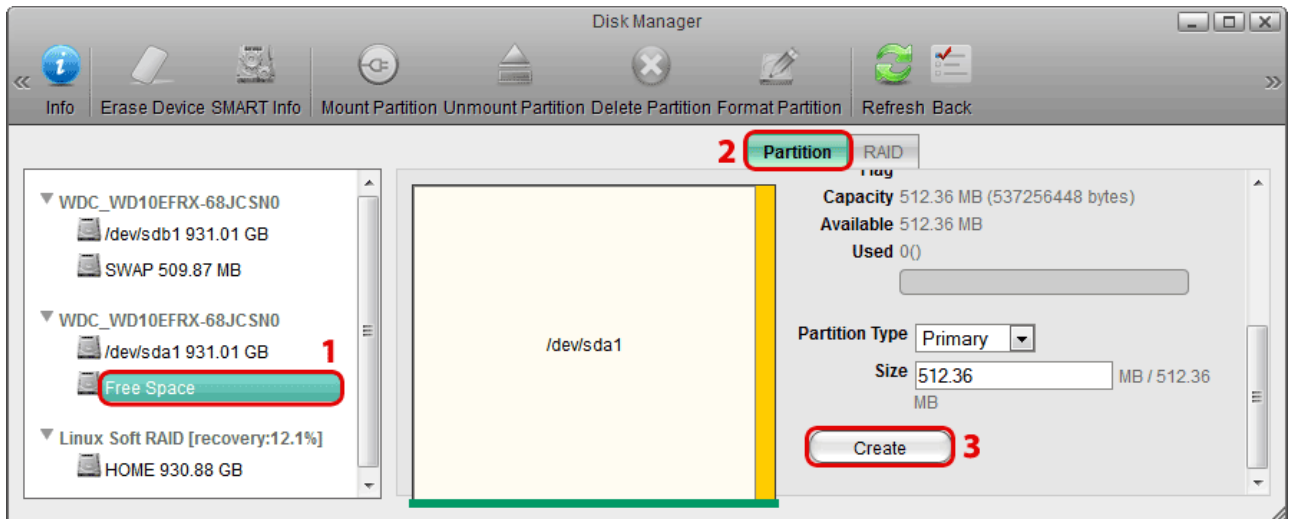 Disk Manager
« Info Erase Device SMART Info Mount Partition Unmount Partition Delete Partition Format Partition Refresh Back »
2 Partition RAID
WDC_WD10EFRX-68JCSN0
/dev/sdb1 931.01 GB
SWAP 509.87 MB
WDC_WD10EFRX-68JCSN0
/dev/sda1 931.01 GB
1
Free Space
Linux Soft RAID [recovery:12.1%]
HOME 930.88 GB
/dev/sda1
Flag
Capacity 512.36 MB (537256448 bytes)
Available 512.36 MB
Used 0()
Partition Type Primary
Size 512.36 MB / 512.36
MB
Create 3